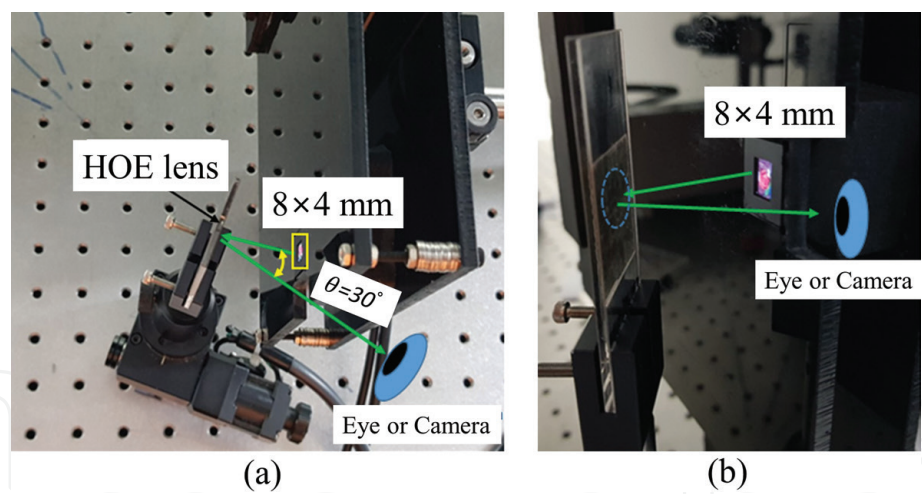 HOE lens
8×4 mm
θ=30°
Eye or Camera
(a)
8×4 mm
Eye or Camera
(b)